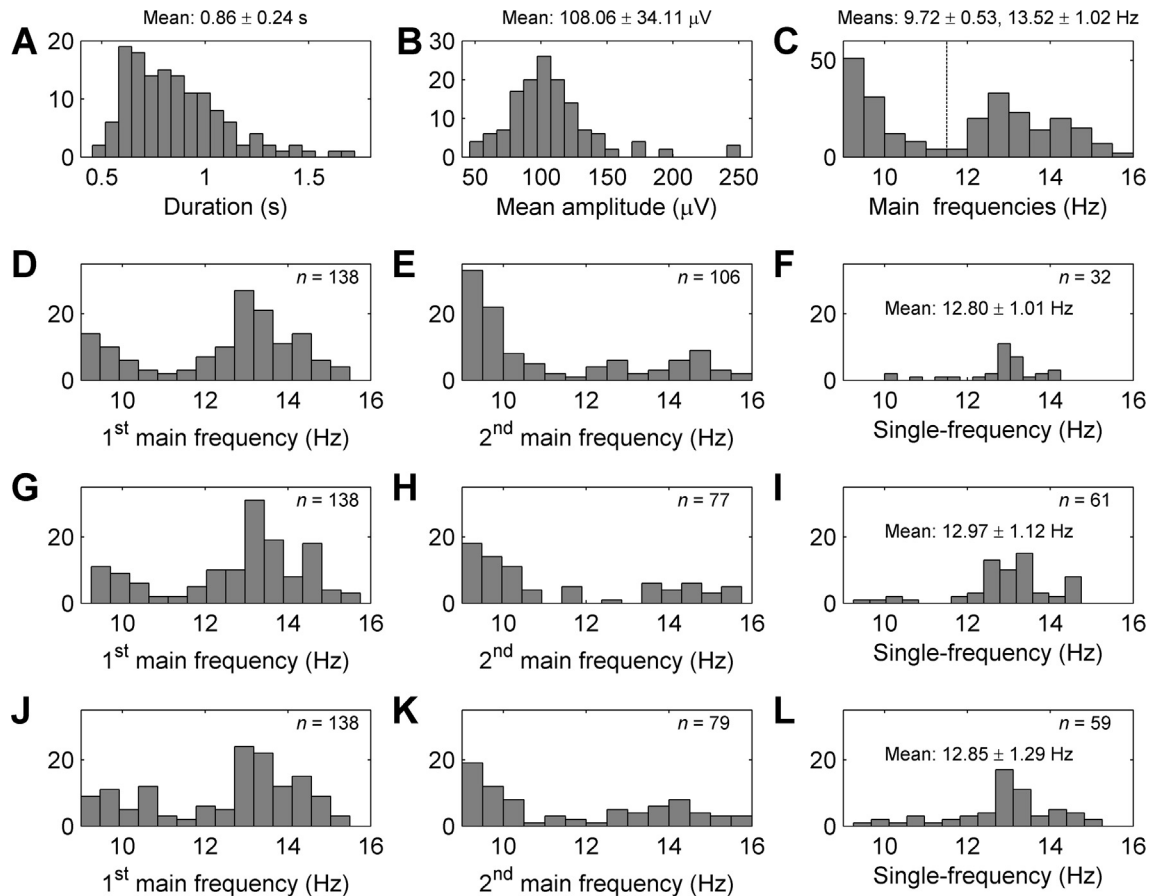 Mean: 0.86 ± 0.24 s
Mean: 108.06 ± 34.11 μV
Means: 9.72 ± 0.53, 13.52 ± 1.02 Hz
A
20
10
0
0.5 1 1.5
Duration (s)
B
30
20
10
0
50 100 150 200 250
Mean amplitude (μV)
C
50
0
10 12 14 16
Main frequencies (Hz)
D
n = 138
20
0
10 12 14 16
1st main frequency (Hz)
E
n = 106
20
0
10 12 14 16
2nd main frequency (Hz)
F
n = 32
Mean: 12.80 ± 1.01 Hz
20
0
10 12 14 16
Single-frequency (Hz)
G
n = 138
20
0
10 12 14 16
1st main frequency (Hz)
H
n = 77
20
0
10 12 14 16
2nd main frequency (Hz)
I
n = 61
Mean: 12.97 ± 1.12 Hz
20
0
10 12 14 16
Single-frequency (Hz)
J
n = 138
20
0
10 12 14 16
1st main frequency (Hz)
K
n = 79
20
0
10 12 14 16
2nd main frequency (Hz)
L
n = 59
Mean: 12.85 ± 1.29 Hz
20
0
10 12 14 16
Single-frequency (Hz)